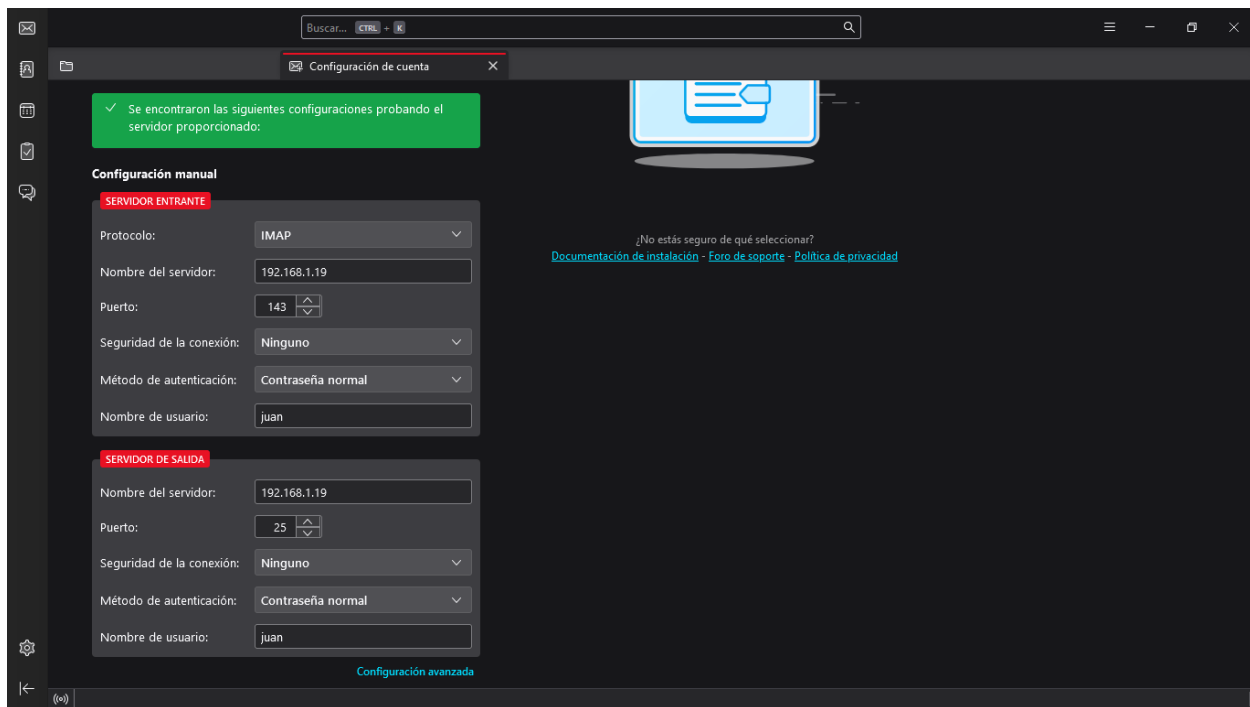 Buscar... CTRL + K
Configuración de cuenta
Se encontraron las siguientes configuraciones probando el
servidor proporcionado:
Configuración manual
SERVIDOR ENTRANTE
Protocolo: IMAP
Nombre del servidor: 192.168.1.19
Puerto: 143
Seguridad de la conexión: Ninguno
Método de autenticación: Contraseña normal
Nombre de usuario: juan
SERVIDOR DE SALIDA
Nombre del servidor: 192.168.1.19
Puerto: 25
Seguridad de la conexión: Ninguno
Método de autenticación: Contraseña normal
Nombre de usuario: juan
Configuración avanzada
¿No estás seguro de qué seleccionar?
Documentación de instalación - Foro de soporte - Política de privacidad